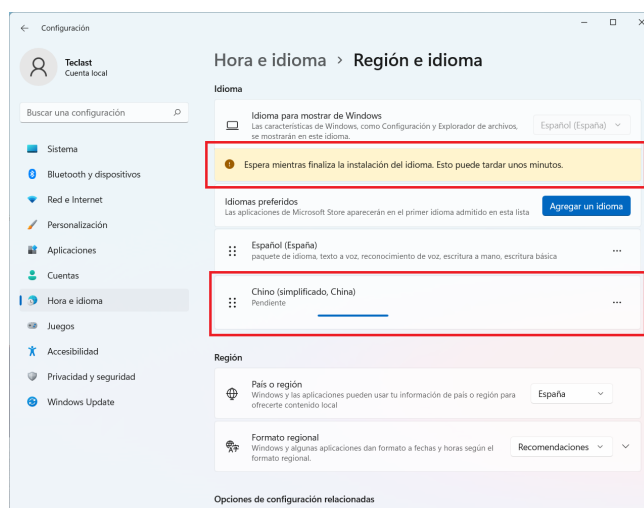 Configuración
Teclast
Cuenta local
Buscar una configuración
Sistema
Bluetooth y dispositivos
Red e Internet
Personalización
Aplicaciones
Cuentas
Hora e idioma
Juegos
Accesibilidad
Privacidad y seguridad
Windows Update
Hora e idioma > Región e idioma
Idioma
Idioma para mostrar de Windows
Las características de Windows, como Configuración y Explorador de archivos,
se mostrarán en este idioma.
Español (España)
Espera mientras finaliza la instalación del idioma. Esto puede tardar unos minutos.
Idiomas preferidos
Las aplicaciones de Microsoft Store aparecerán en el primer idioma admitido en esta lista
Agregar un idioma
Español (España)
paquete de idioma, texto a voz, reconocimiento de voz, escritura a mano, escritura básica
Chino (simplificado, China)
Pendiente
Región
País o región
Windows y las aplicaciones pueden usar tu información de país o región para
ofrecerte contenido local
España
Formato regional
Windows y algunas aplicaciones dan formato a fechas y horas según el
formato regional.
Recomendaciones
Opciones de configuración relacionadas